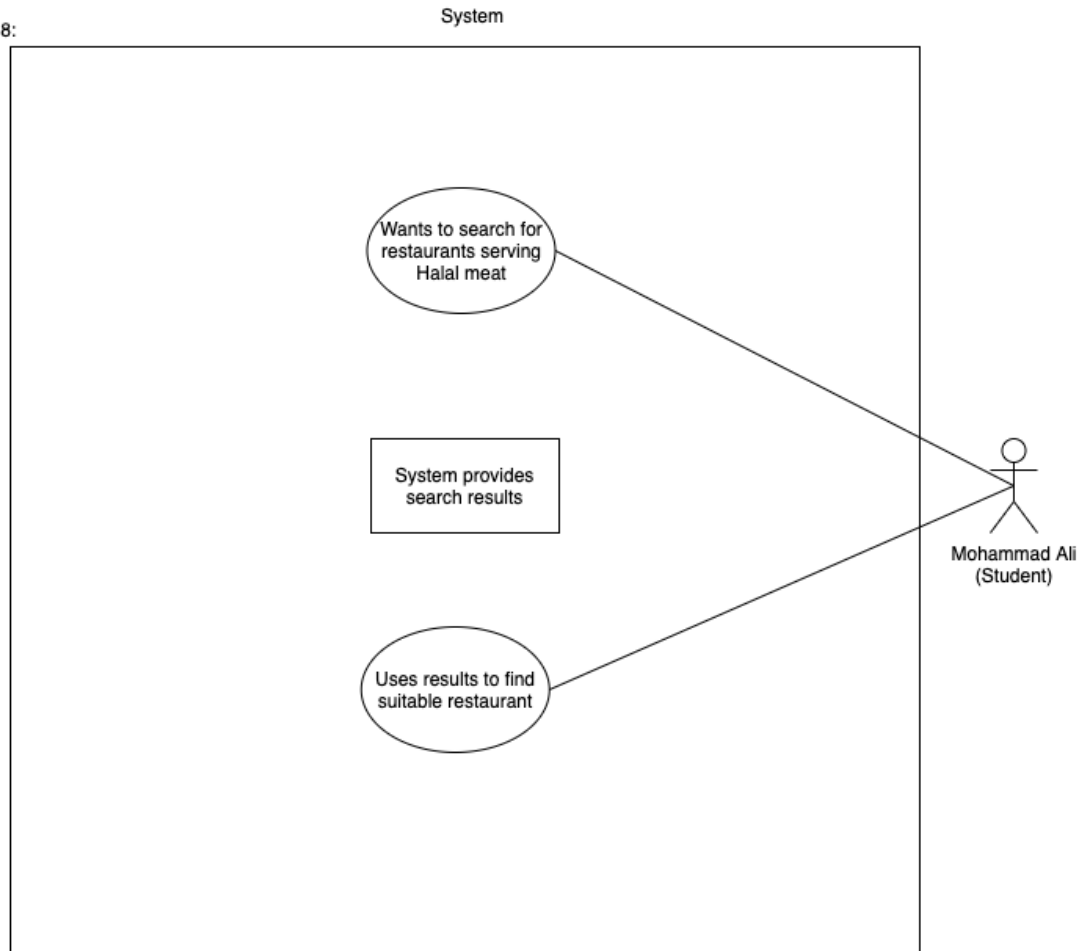 System
8:
Wants to search for
restaurants serving
Halal meat
System provides
search results
Mohammad Ali
(Student)
Uses results to find
suitable restaurant